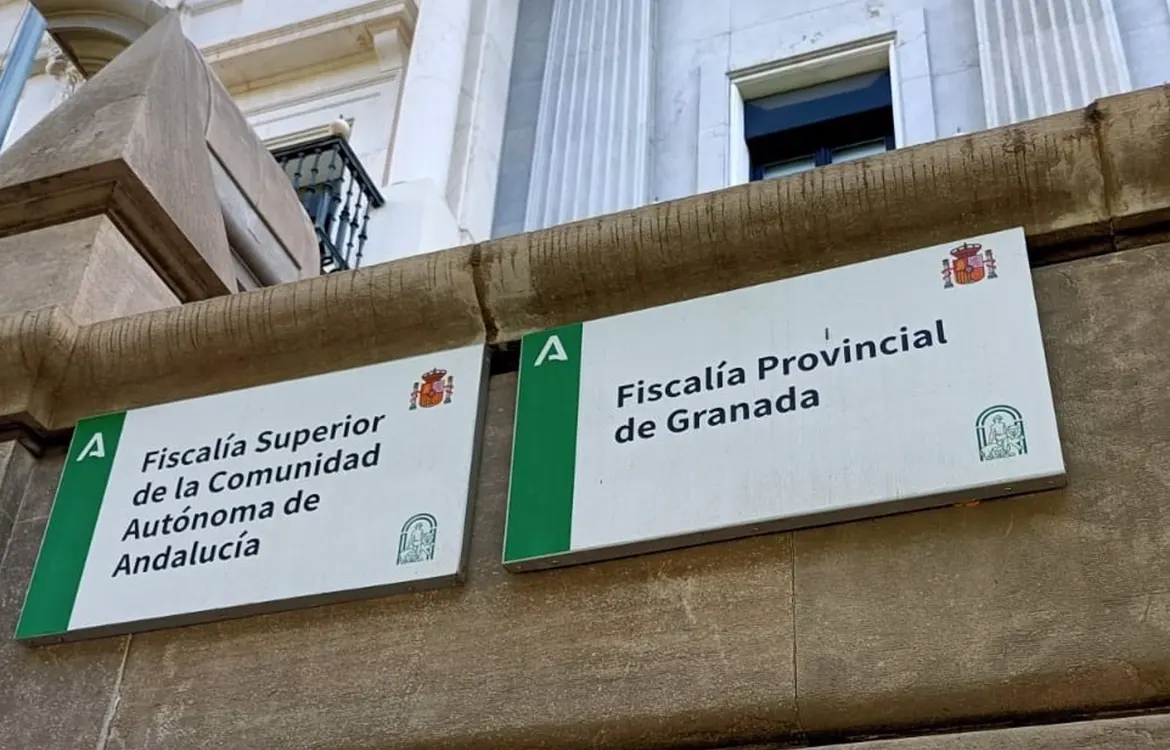 A
Fiscalía Superior
de la Comunidad
Autónoma de
Andalucía
A
Fiscalía Provincial
de Granada